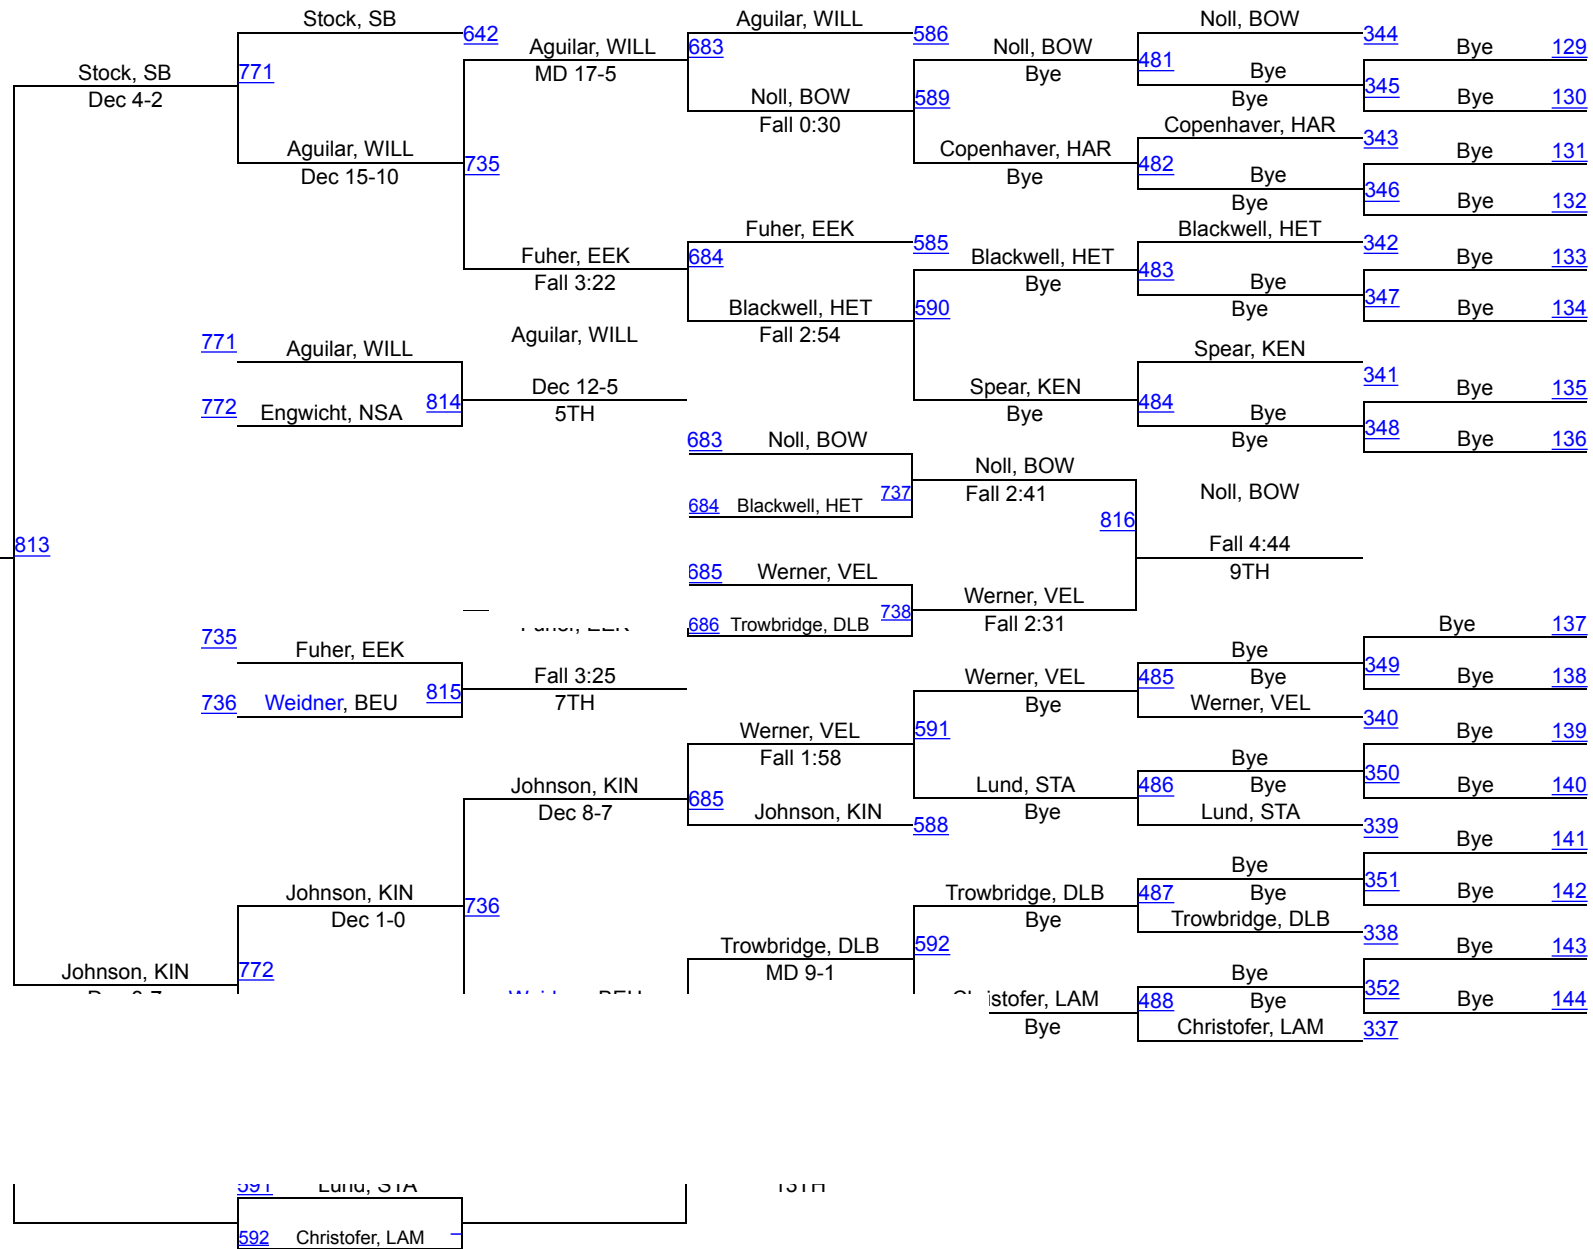 Stock, SB
642
Aguilar, WILL
586
Noll, BOW
344
Bye
129
Aguilar, WILL
683
Noll, BOW
481
Stock, SB
771
MD 17-5
Bye
Bye
345
Dec 4-2
Noll, BOW
589
Bye
Bye
130
Fall 0:30
Copenhaver, HAR
343
Aguilar, WILL
Copenhaver, HAR
482
Bye
131
Dec 15-10
735
Bye
Bye
346
Bye
Bye
132
Fuher, EEK
585
Blackwell, HET
342
Fuher, EEK
684
Blackwell, HET
483
Bye
133
Fall 3:22
Bye
Bye
347
Blackwell, HET
590
Bye
Bye
134
771
Aguilar, WILL
Aguilar, WILL
Fall 2:54
Spear, KEN
341
Dec 12-5
Spear, KEN
484
Bye
135
772
Engwicht, NSA
814
5TH
Bye
Bye
348
683
Noll, BOW
Bye
Bye
136
Noll, BOW
737
Fall 2:41
Noll, BOW
684
Blackwell, HET
816
813
Fall 4:44
685
Werner, VEL
9TH
Werner, VEL
738
686
Trowbridge, DLB
Fall 2:31
735
Fuher, EEK
Bye
137
Bye
349
Fall 3:25
Werner, VEL
485
Bye
Bye
138
736
Weidner, BEU
815
7TH
Bye
Werner, VEL
340
Werner, VEL
591
Bye
139
Fall 1:58
Bye
350
Johnson, KIN
685
Lund, STA
486
Bye
Bye
140
Dec 8-7
Johnson, KIN
588
Bye
Lund, STA
339
Bye
141
Bye
351
Johnson, KIN
736
Trowbridge, DLB
487
Bye
Bye
142
Dec 1-0
Bye
Trowbridge, DLB
338
Trowbridge, DLB
592
Bye
143
Johnson, KIN
772
MD 9-1
Bye
352
Christofer, LAM
488
Bye
Bye
144
Bye
Christofer, LAM
337
591
Lund, STA
13TH
592
Christofer, LAM